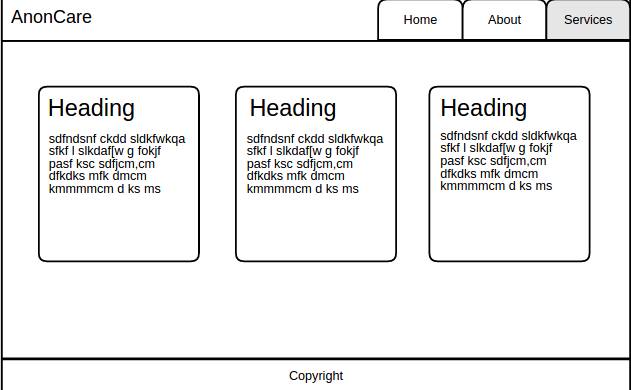 AnonCare
Home
About
Services
Heading
sdfndsnf ckdd sldkfwkqa
sfkf l slkdaf[w g fokjf
pasf ksc sdfjcm,cm
dfkdks mfk dmcm
kmmmmcm d ks ms
Heading
sdfndsnf ckdd sldkfwkqa
sfkf l slkdaf[w g fokjf
pasf ksc sdfjcm,cm
dfkdks mfk dmcm
kmmmmcm d ks ms
Heading
sdfndsnf ckdd sldkfwkqa
sfkf l slkdaf[w g fokjf
pasf ksc sdfjcm,cm
dfkdks mfk dmcm
kmmmmcm d ks ms
Copyright